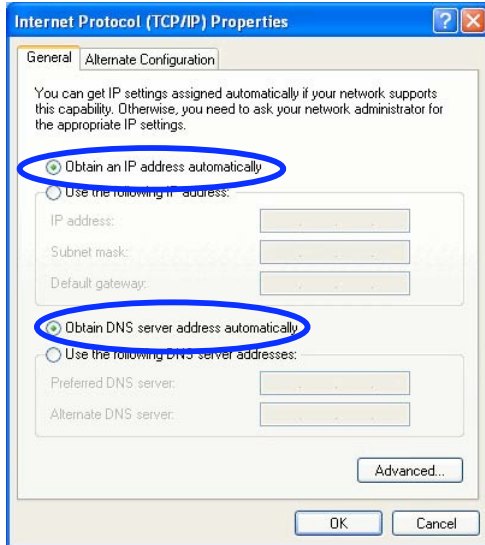 Internet Protocol (TCP/IP) Properties
General
Alternate Configuration
You can get IP settings assigned automatically if your network supports
this capability. Otherwise, you need to ask your network administrator for
the appropriate IP settings.
Obtain an IP address automatically
Use the following IP address:
IP address:
Subnet mask:
Default gateway:
Obtain DNS server address automatically
Use the following DNS server addresses:
Preferred DNS server:
Alternate DNS server:
Advanced...
OK
Cancel